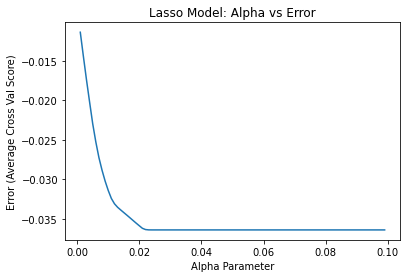 Lasso Model: Alpha vs Error
Error (Average Cross Val Score)
−0.015
−0.020
−0.025
−0.030
−0.035
0.00 0.02 0.04 0.06 0.08 0.10
Alpha Parameter